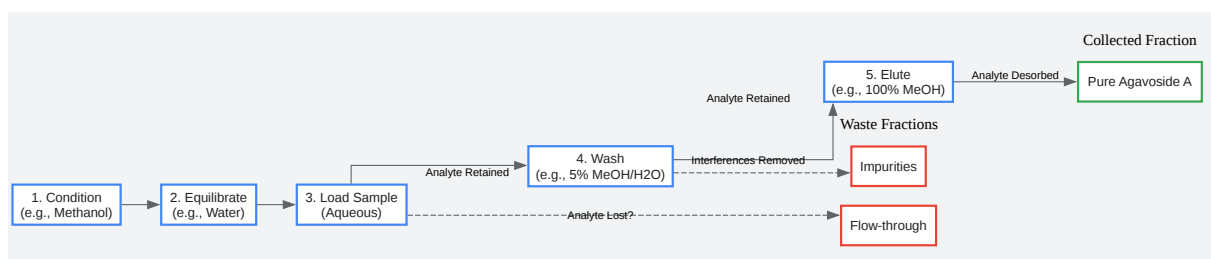 1. Condition
(e.g., Methanol)
2. Equilibrate
(e.g., Water)
3. Load Sample
(Aqueous)
Analyte Retained
4. Wash
(e.g., 5% MeOH/H2O)
Analyte Retained
5. Elute
(e.g., 100% MeOH)
Analyte Desorbed
Collected Fraction
Pure Agavoside A
Waste Fractions
Interferences Removed
Impurities
Analyte Lost?
Flow-through